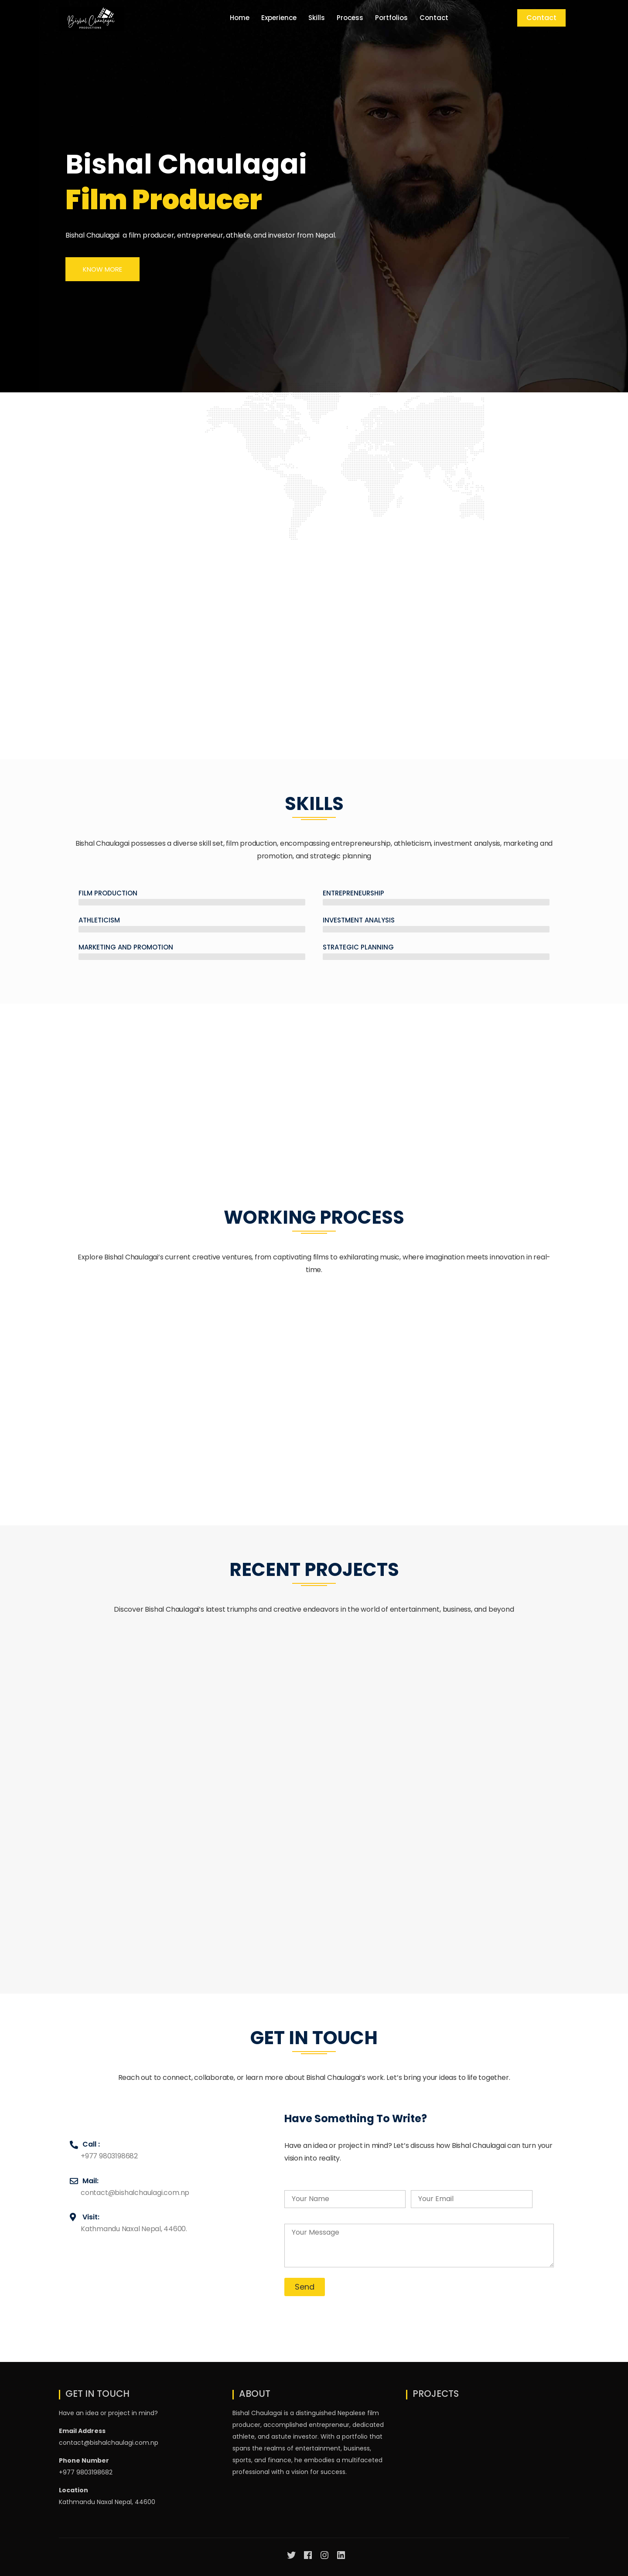 Bishal Chaulagai
PRODUCTIONS
Home Experience Skills Process Portfolios Contact
Contact
Bishal Chaulagai
Film Producer
Bishal Chaulagai a film producer, entrepreneur, athlete, and investor from Nepal.
KNOW MORE
SKILLS
Bishal Chaulagai possesses a diverse skill set, film production, encompassing entrepreneurship, athleticism, investment analysis, marketing and
promotion, and strategic planning
FILM PRODUCTION
ENTREPRENEURSHIP
ATHLETICISM
INVESTMENT ANALYSIS
MARKETING AND PROMOTION
STRATEGIC PLANNING
WORKING PROCESS
Explore Bishal Chaulagai's current creative ventures, from captivating films to exhilarating music, where imagination meets innovation in real-
time.
RECENT PROJECTS
Discover Bishal Chaulagai's latest triumphs and creative endeavors in the world of entertainment, business, and beyond
GET IN TOUCH
Reach out to connect, collaborate, or learn more about Bishal Chaulagai's work. Let's bring your ideas to life together.
Call :
+977 9803198682
Mail:
contact@bishalchaulagi.com.np
Visit:
Kathmandu Naxal Nepal, 44600.
Have Something To Write?
Have an idea or project in mind? Let's discuss how Bishal Chaulagai can turn your
vision into reality.
Your Name
Your Email
Your Message
Send
GET IN TOUCH
Have an idea or project in mind?
Email Address
contact@bishalchaulagi.com.np
Phone Number
+977 9803198682
Location
Kathmandu Naxal Nepal, 44600
ABOUT
Bishal Chaulagai is a distinguished Nepalese film
producer, accomplished entrepreneur, dedicated
athlete, and astute investor. With a portfolio that
spans the realms of entertainment, business,
sports, and finance, he embodies a multifaceted
professional with a vision for success.
PROJECTS